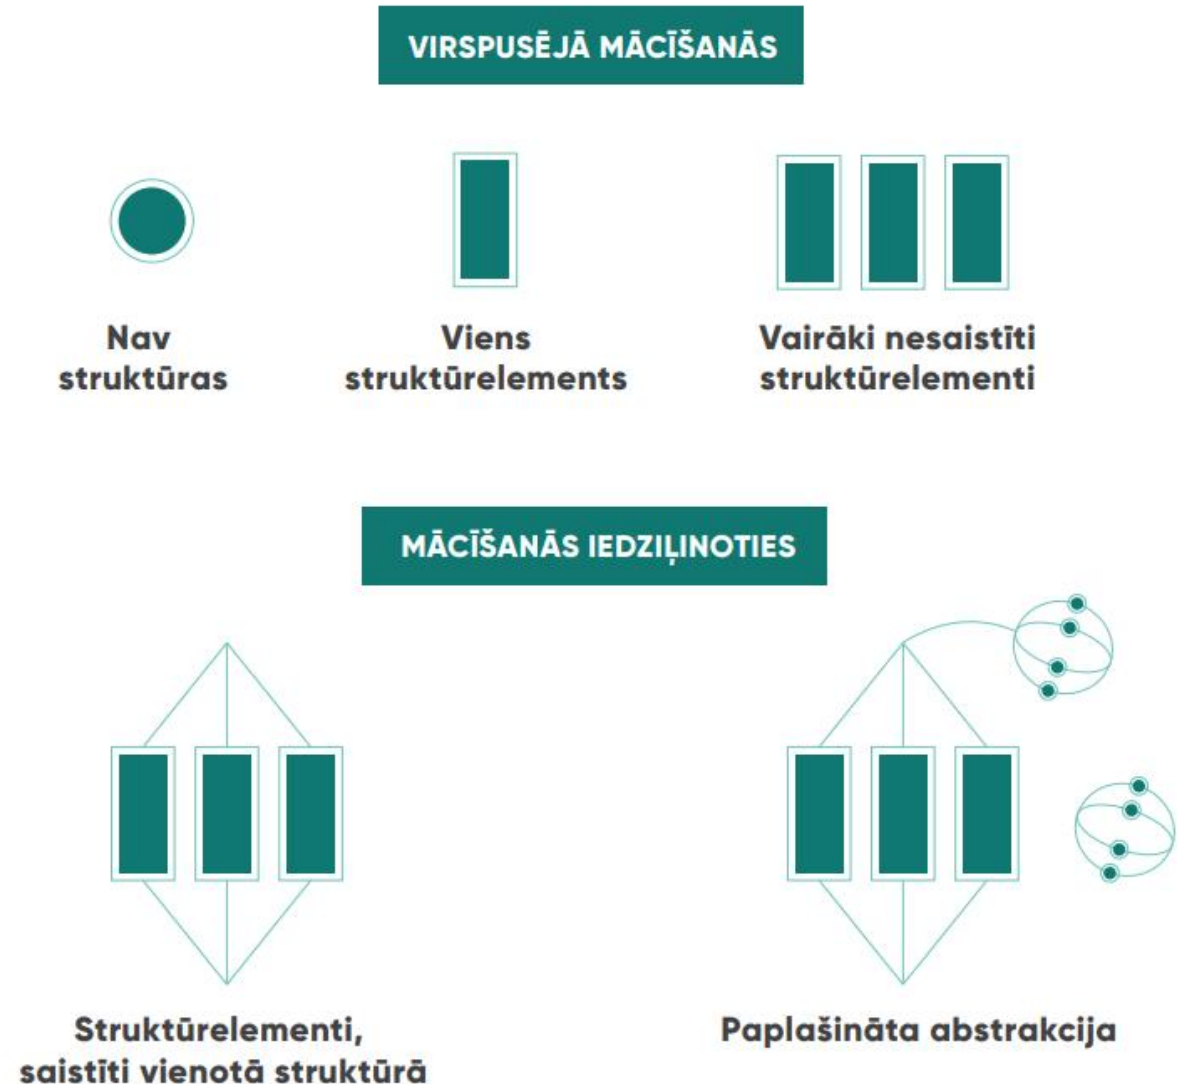 VIRSPUSĒJĀ MĀCĪŠANĀS
Nav
struktūras
Viens
struktūrelements
Vairāki nesaistīti
struktūrelementi
MĀCĪŠANĀS IEDZIĻINOTIES
Struktūrelementi,
saistīti vienotā struktūrā
Paplašināta abstrakcija